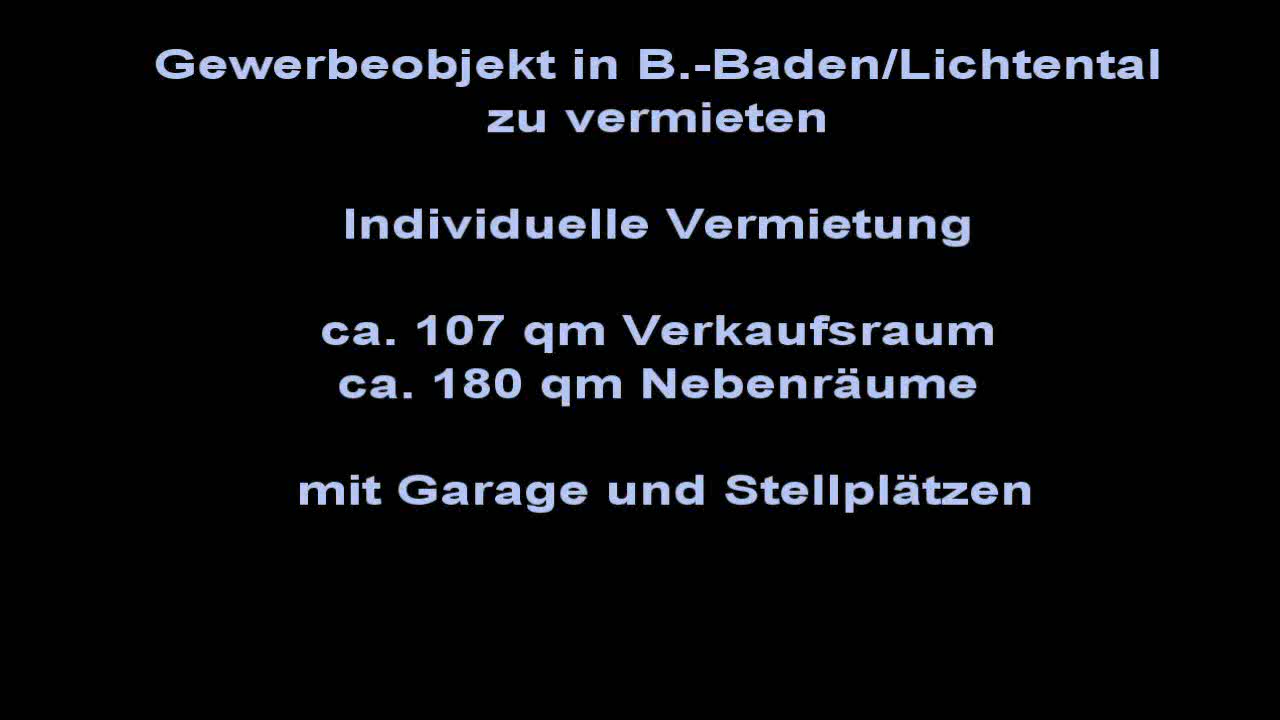 Gewerbeobjekt in B.-Baden/Lichtental
zu vermieten
Individuelle Vermietung
ca. 107 qm Verkaufsraum
ca. 180 qm Nebenräume
mit Garage und Stellplätzen